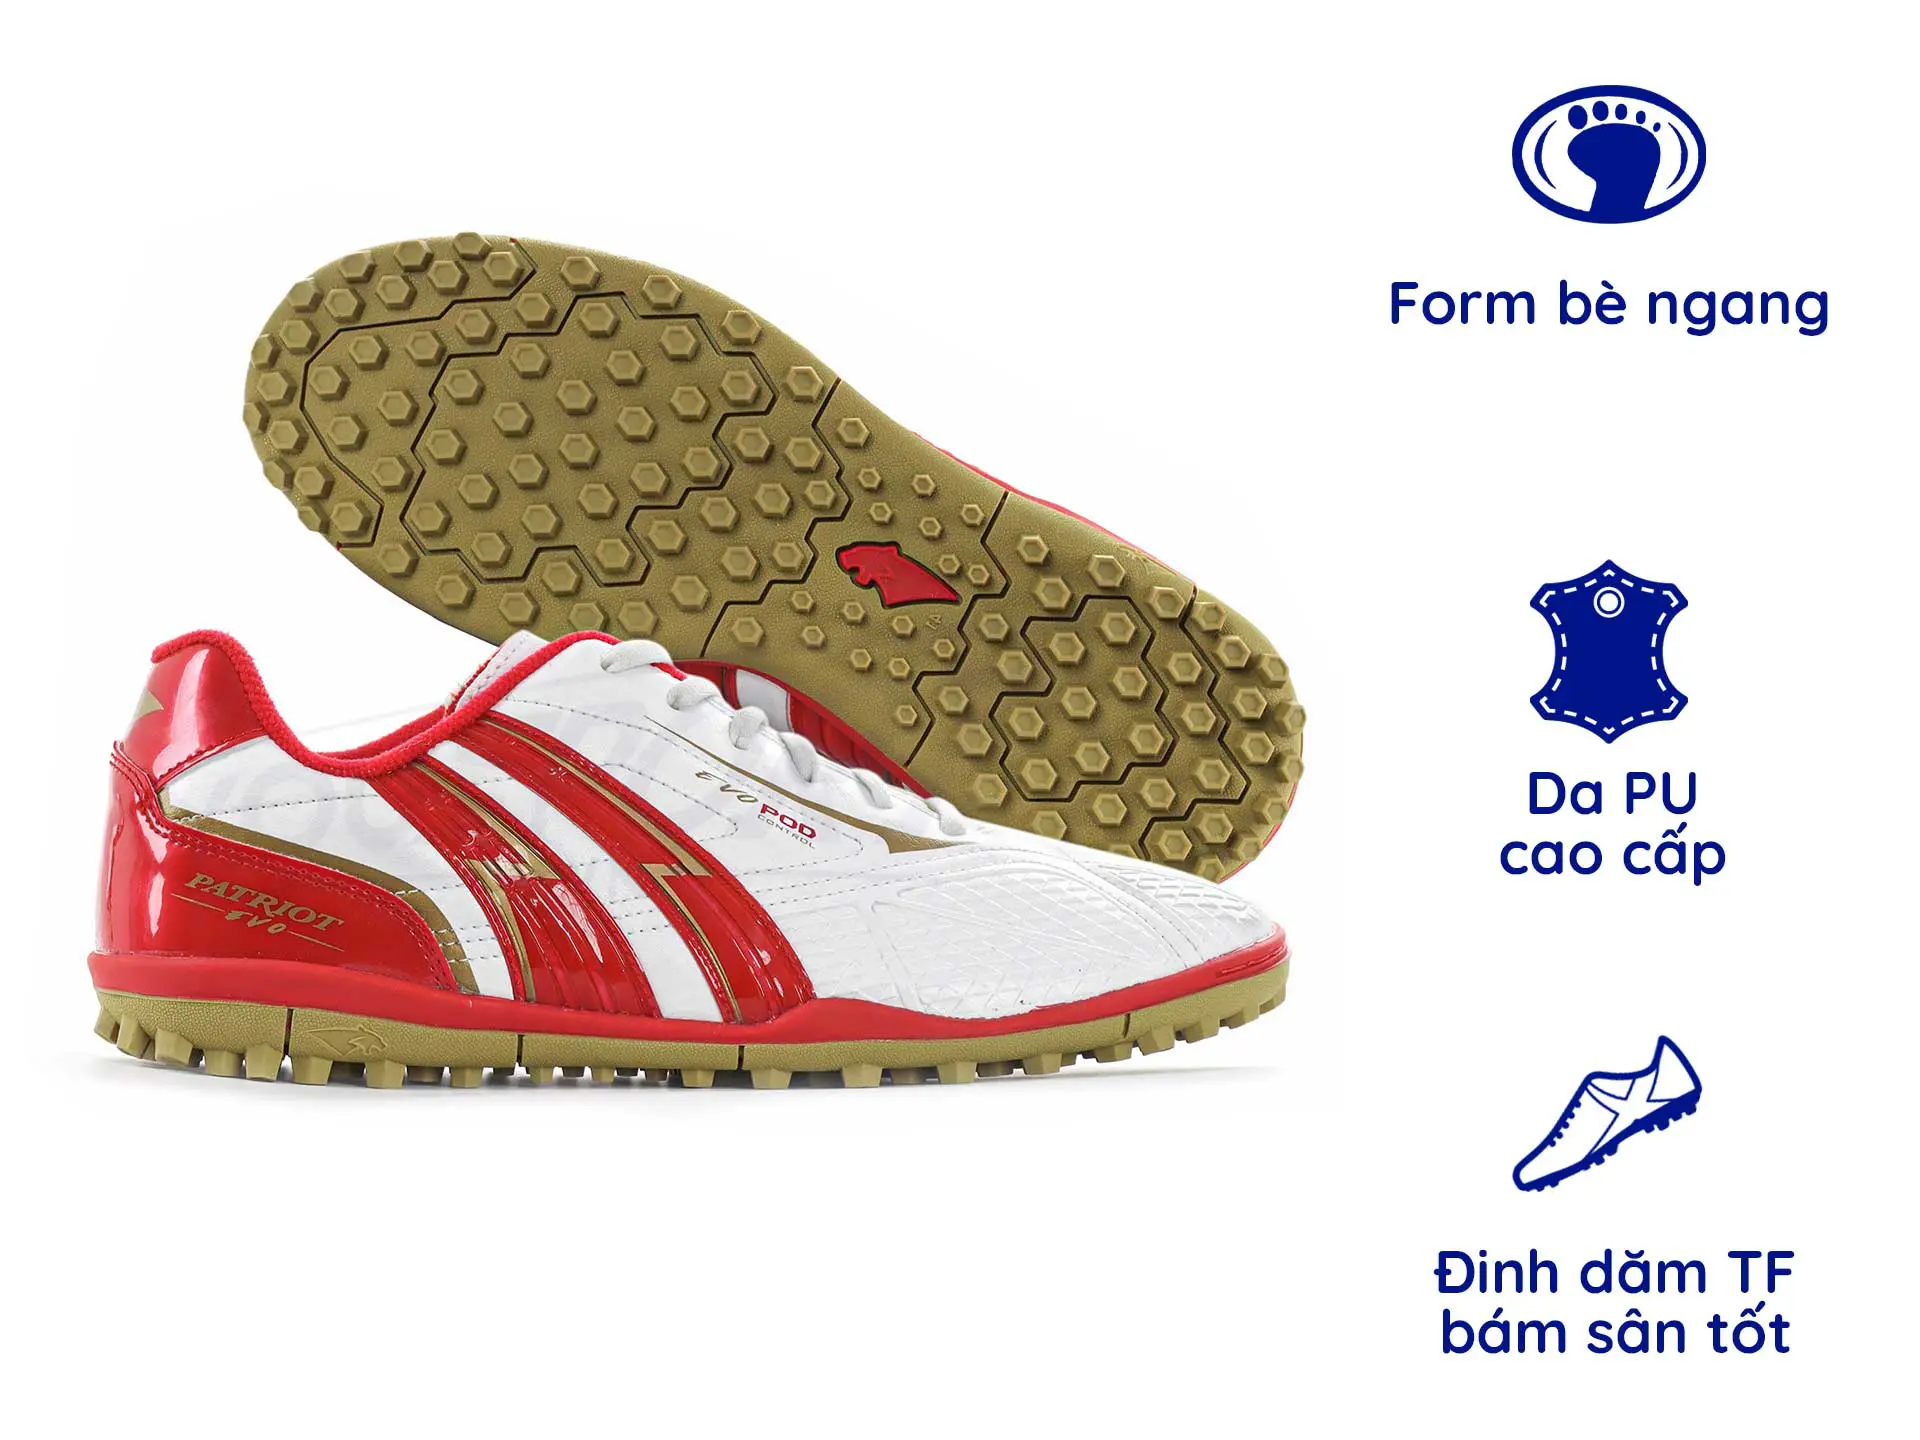 Form bè ngang
Da PU
cao cấp
Đinh dăm TF
bám sân tốt
EVO POD
CONTROL
PATRIOT
EVO